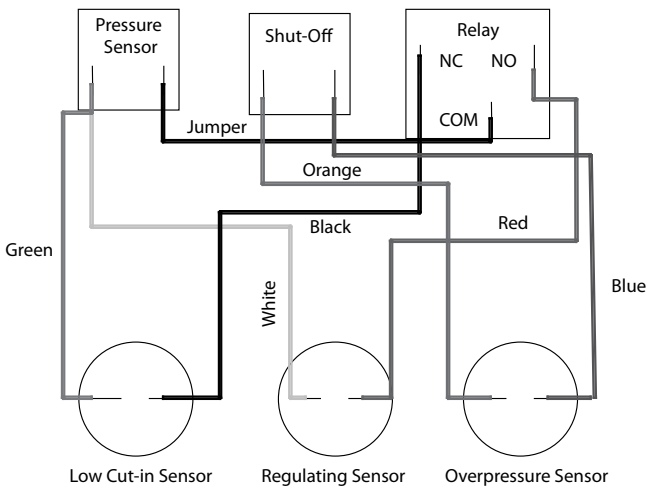 Pressure
Sensor
Shut-Off
Relay
NC
NO
COM
Jumper
Orange
Black
Red
Green
White
Blue
Low Cut-in Sensor
Regulating Sensor
Overpressure Sensor